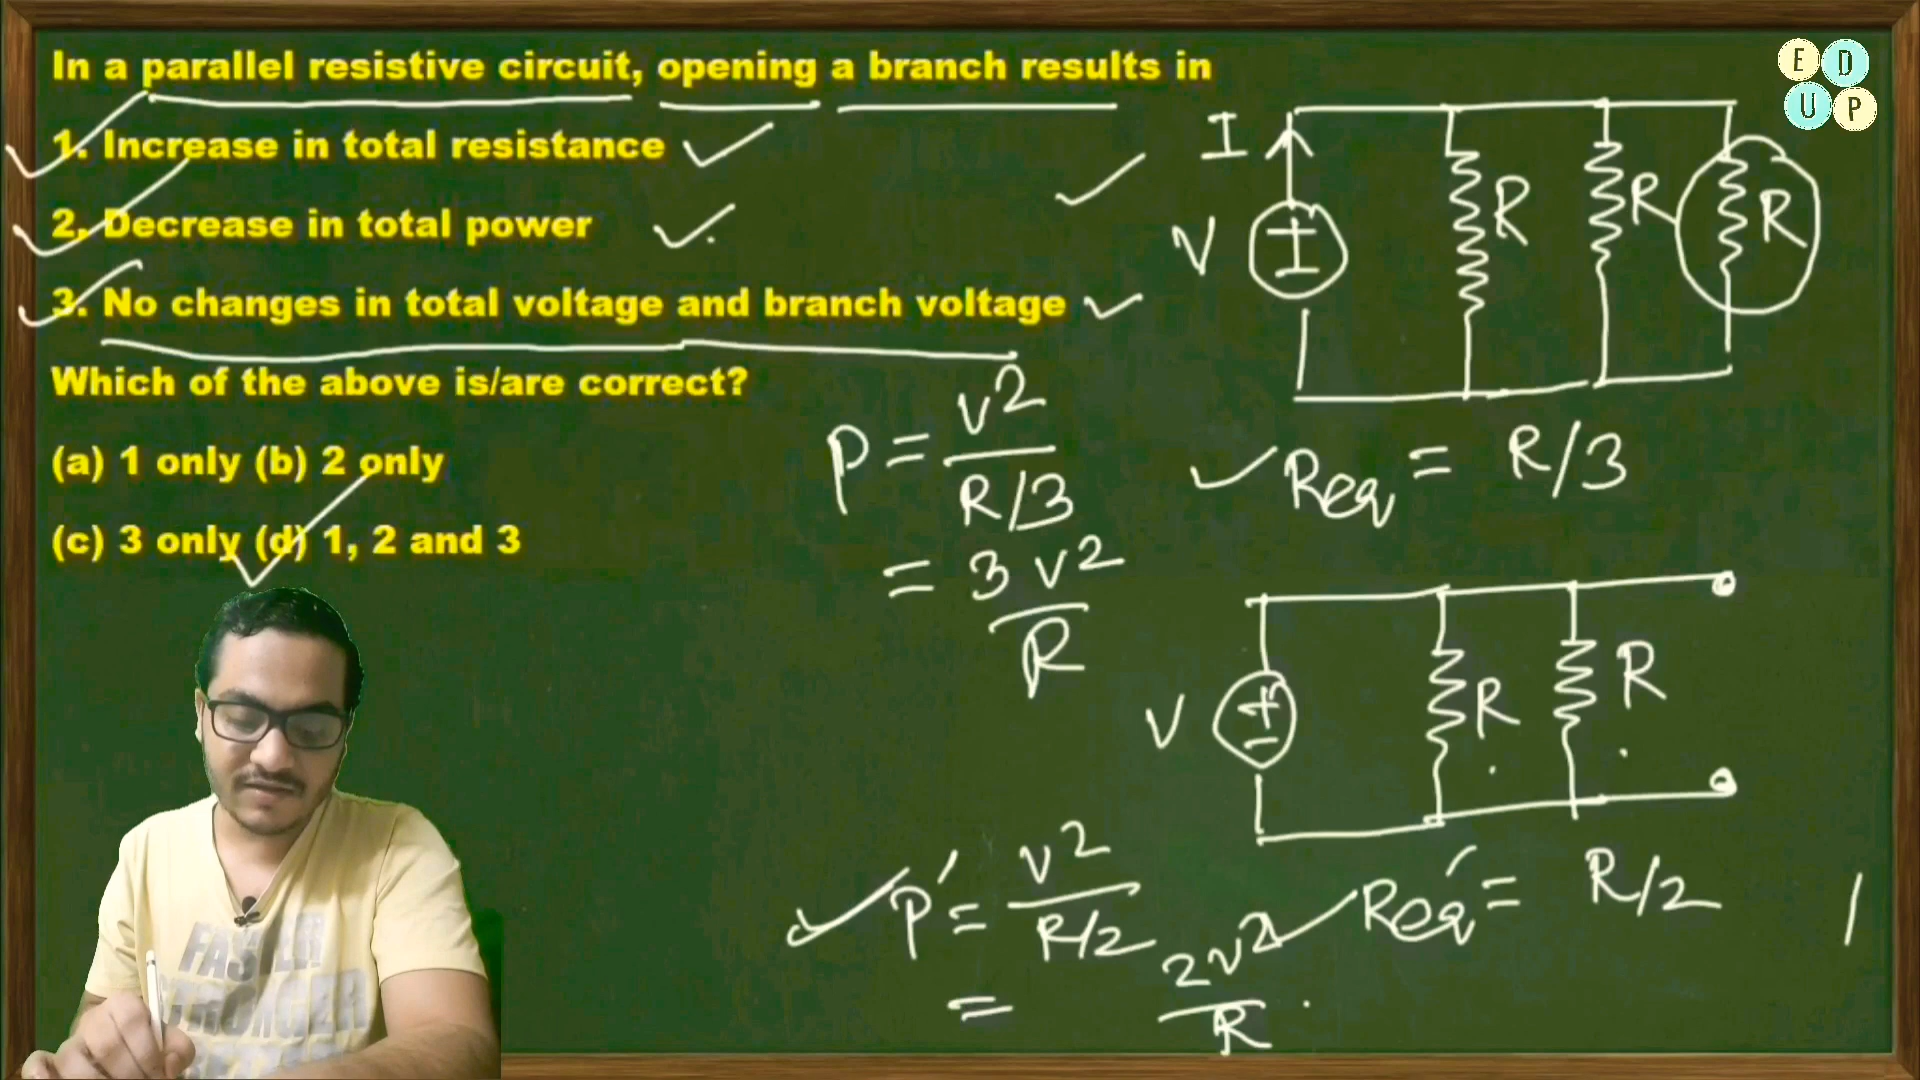 In a parallel resistive circuit, opening a branch results in
1. Increase in total resistance
2. Decrease in total power
3. No changes in total voltage and branch voltage
Which of the above is/are correct?
(a) 1 only (b) 2 only
(c) 3 only (d) 1, 2 and 3
E D
U P
I
V
R
R
R
Req = R/3
P = V²/(R/3)
= 3V²/R
V
R
R
Req' = R/2
P' = V²/(R/2)
= 2V²/R
FASTER
STRONGER